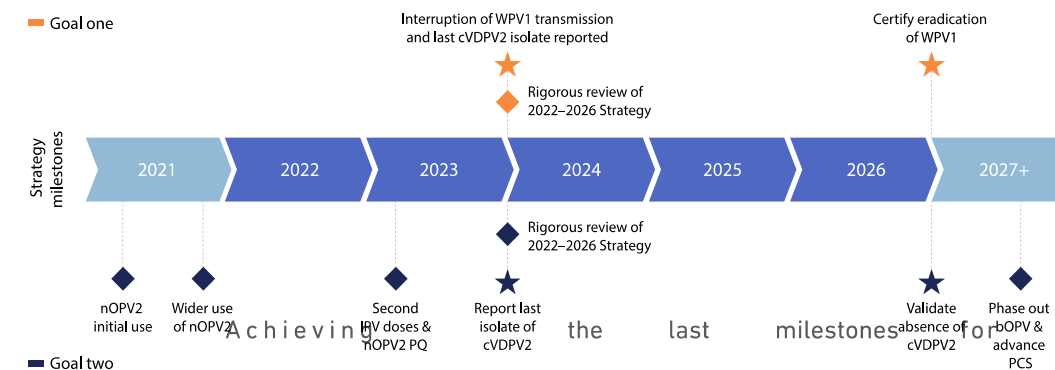 Goal one
Interruption of WPV1 transmission
and last cVDPV2 isolate reported
Certify eradication
of WPV1
Rigorous review of
2022–2026 Strategy
Strategy
milestones
2021
2022
2023
2024
2025
2026
2027+
Rigorous review of
2022–2026 Strategy
nOPV2
initial use
Wider use
of nOPV2
Second
IPV doses &
nOPV2 PQ
Report last
isolate of
cVDPV2
Validate
absence of
cVDPV2
Phase out
bOPV &
advance
PCS
Achieving the last milestones for
Goal two